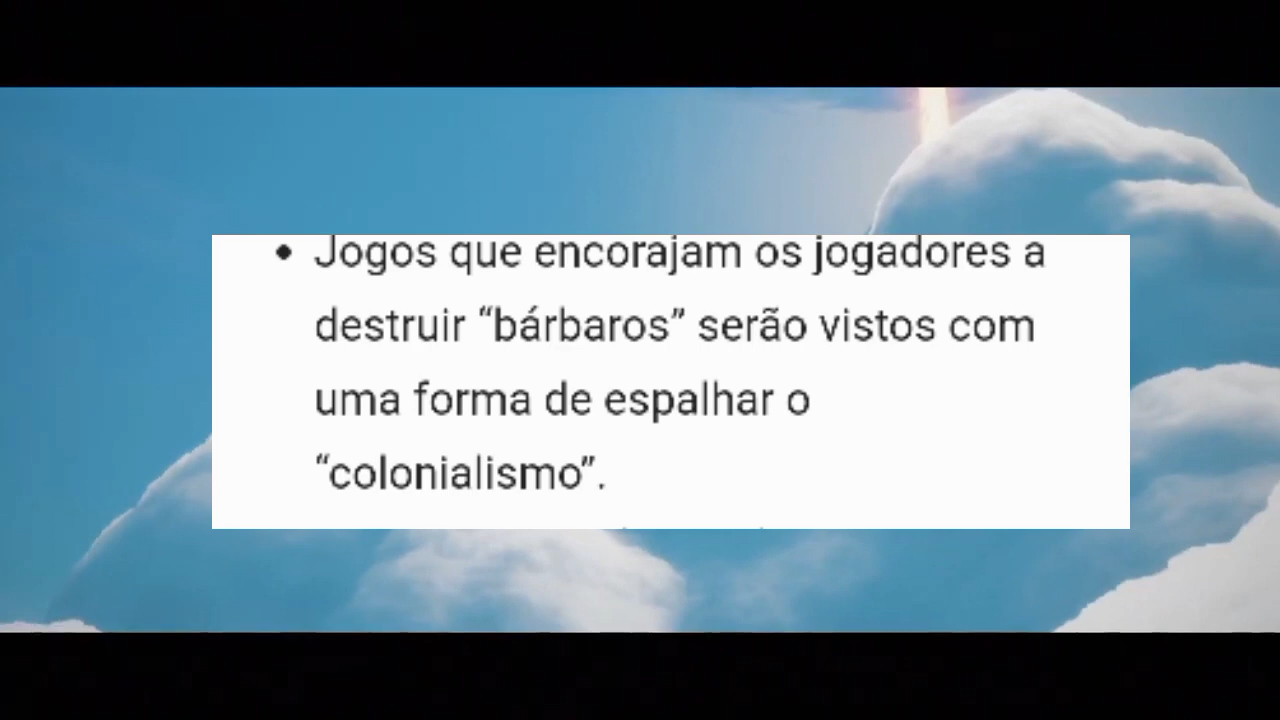 • Jogos que encorajam os jogadores a
destruir “bárbaros” serão vistos com
uma forma de espalhar o
“colonialismo”.